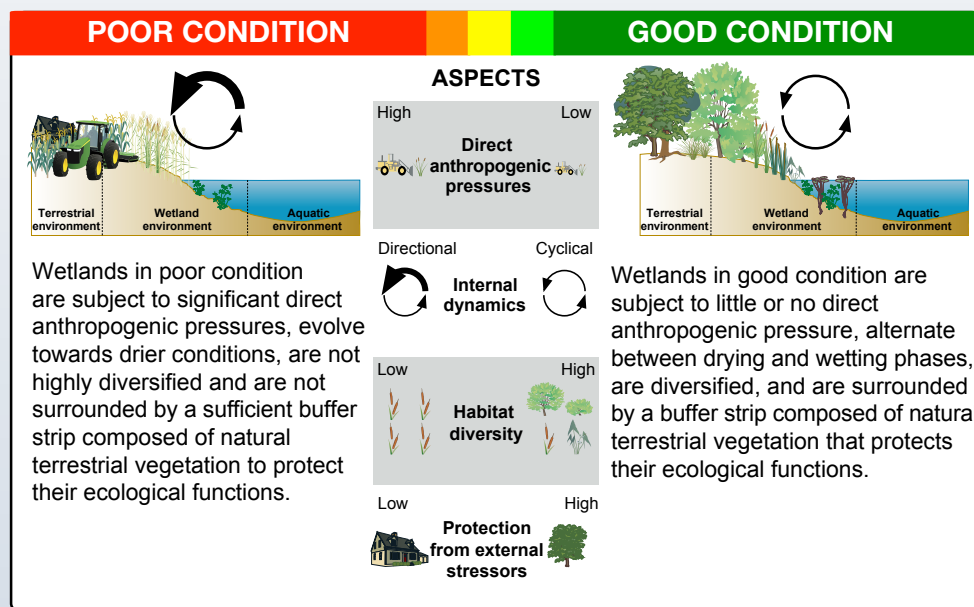 POOR CONDITION
GOOD CONDITION
Terrestrial
environment
Wetland
environment
Aquatic
environment
Wetlands in poor condition
are subject to significant direct
anthropogenic pressures, evolve
towards drier conditions, are not
highly diversified and are not
surrounded by a sufficient buffer
strip composed of natural
terrestrial vegetation to protect
their ecological functions.
ASPECTS
High
Low
Direct
anthropogenic
pressures
Directional
Cyclical
Internal
dynamics
Low
High
Habitat
diversity
Low
High
Protection
from external
stressors
Terrestrial
environment
Wetland
environment
Aquatic
environment
Wetlands in good condition are
subject to little or no direct
anthropogenic pressure, alternate
between drying and wetting phases,
are diversified, and are surrounded
by a buffer strip composed of natura
terrestrial vegetation that protects
their ecological functions.